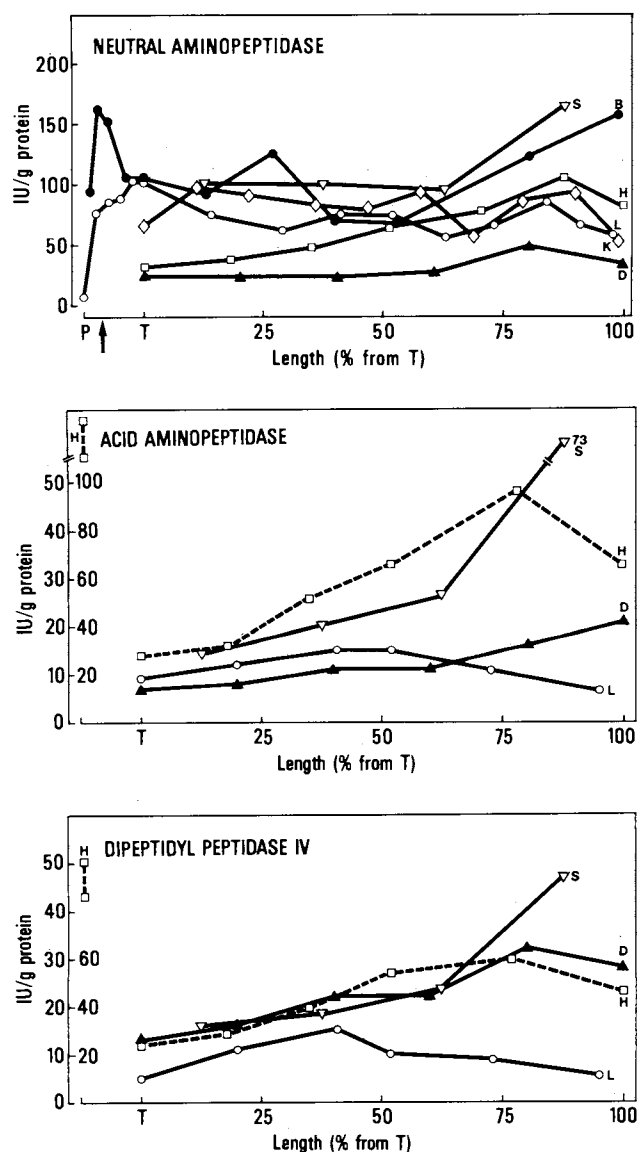 NEUTRAL AMINOPEPTIDASE
IU/g protein
200
150
100
50
0
S
B
H
L
K
D
P T 25 50 75 100
Length (% from T)
ACID AMINOPEPTIDASE
H
IU/g protein
73
S
50 100
40 80
30 60
20 40
10 20
0
H
D
L
T 25 50 75 100
Length (% from T)
DIPEPTIDYL PEPTIDASE IV
H
IU/g protein
50
40
30 60
20 40
10 20
0
S
D
H
L
T 25 50 75 100
Length (% from T)